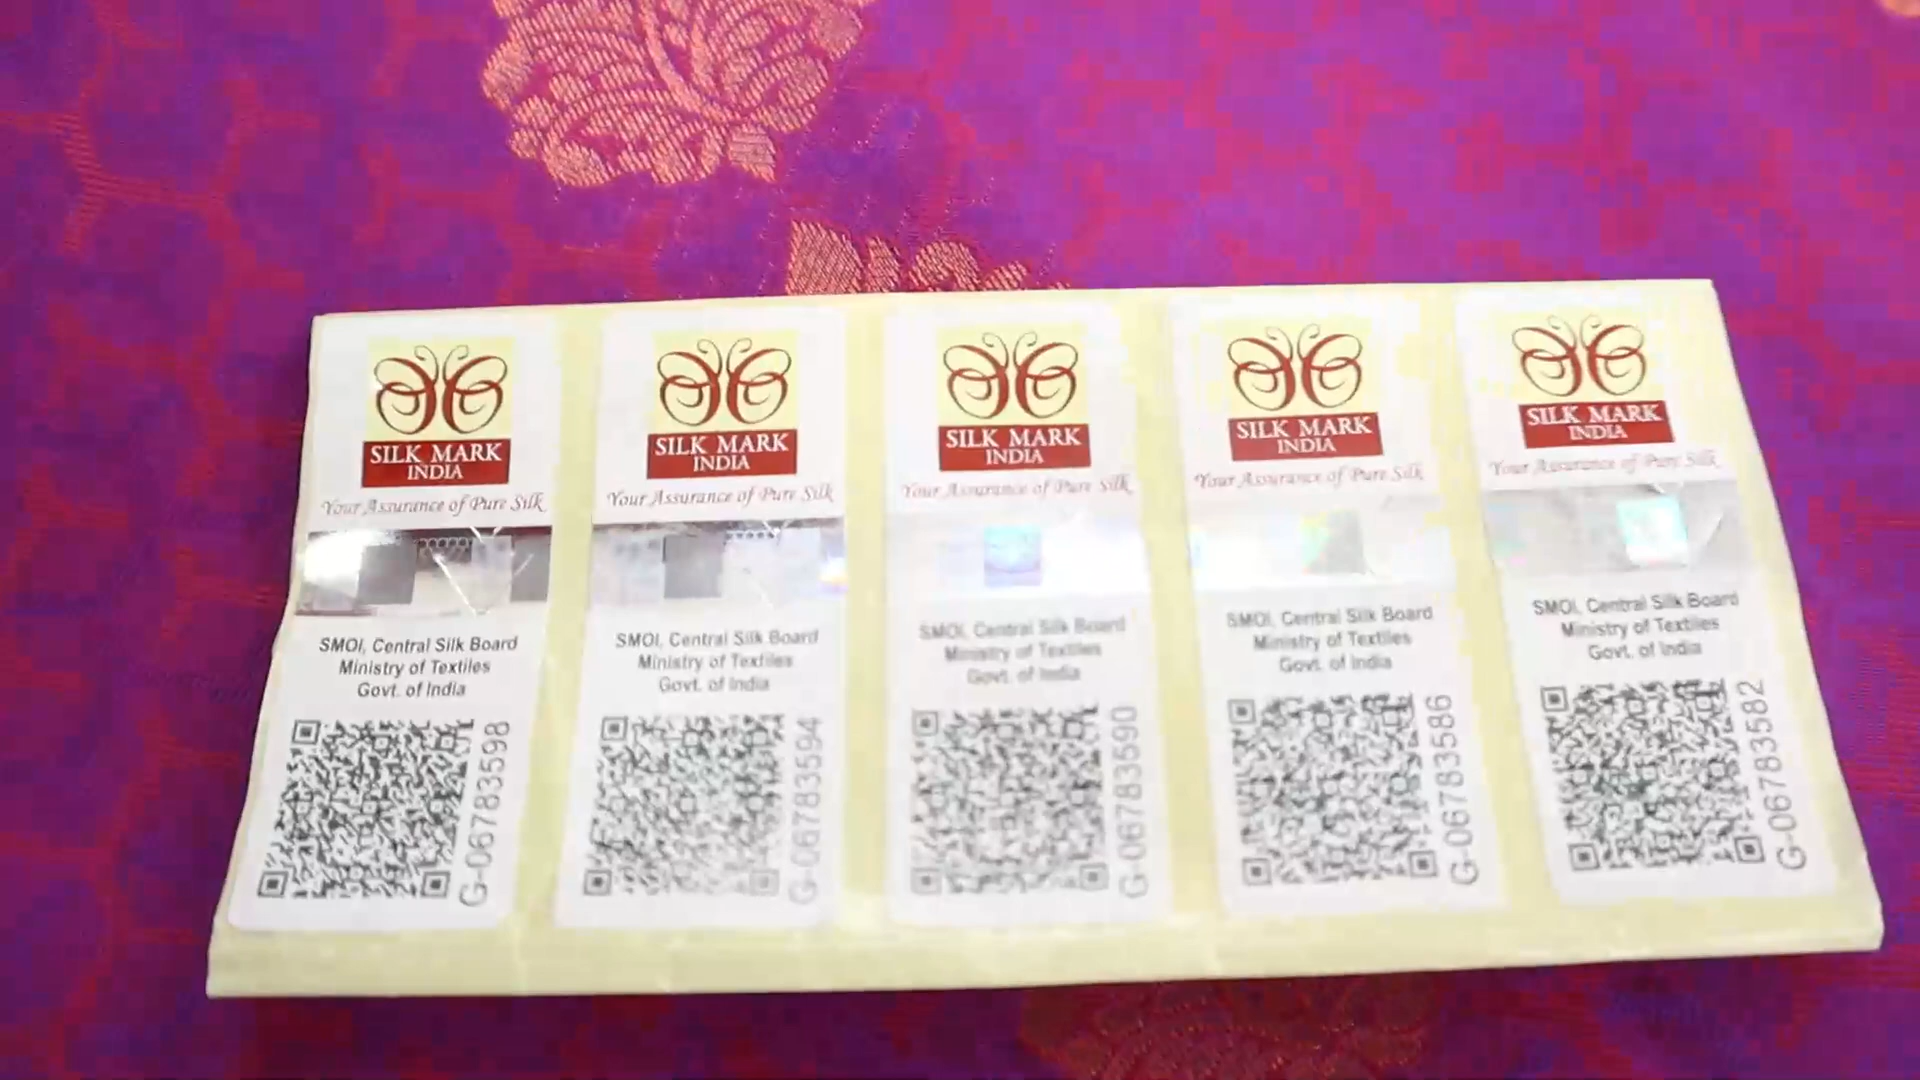 SILK MARK
INDIA
Your Assurance of Pure Silk
SMOI, Central Silk Board
Ministry of Textiles
Govt. of India
G-06783598
SILK MARK
INDIA
Your Assurance of Pure Silk
SMOI, Central Silk Board
Ministry of Textiles
Govt. of India
G-06783594
SILK MARK
INDIA
Your Assurance of Pure Silk
SMOI, Central Silk Board
Ministry of Textiles
Govt. of India
G-06783590
SILK MARK
INDIA
Your Assurance of Pure Silk
SMOI, Central Silk Board
Ministry of Textiles
Govt. of India
G-06783586
SILK MARK
INDIA
Your Assurance of Pure Silk
SMOI, Central Silk Board
Ministry of Textiles
Govt. of India
G-06783582